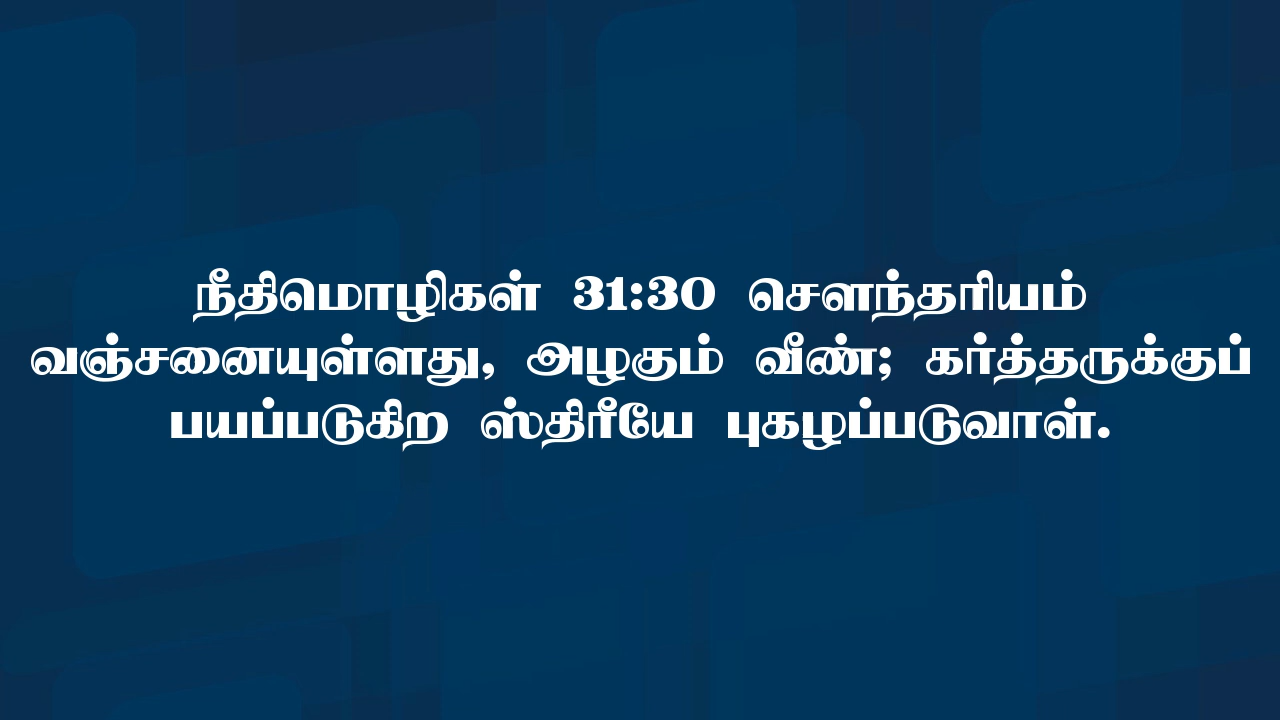 நீதிமொழிகள் 31:30 சௌந்தரியம்
வஞ்சனையுள்ளது, அழகும் வீண்; கர்த்தருக்குப்
பயப்படுகிற ஸ்திரீயே புகழப்படுவாள்.